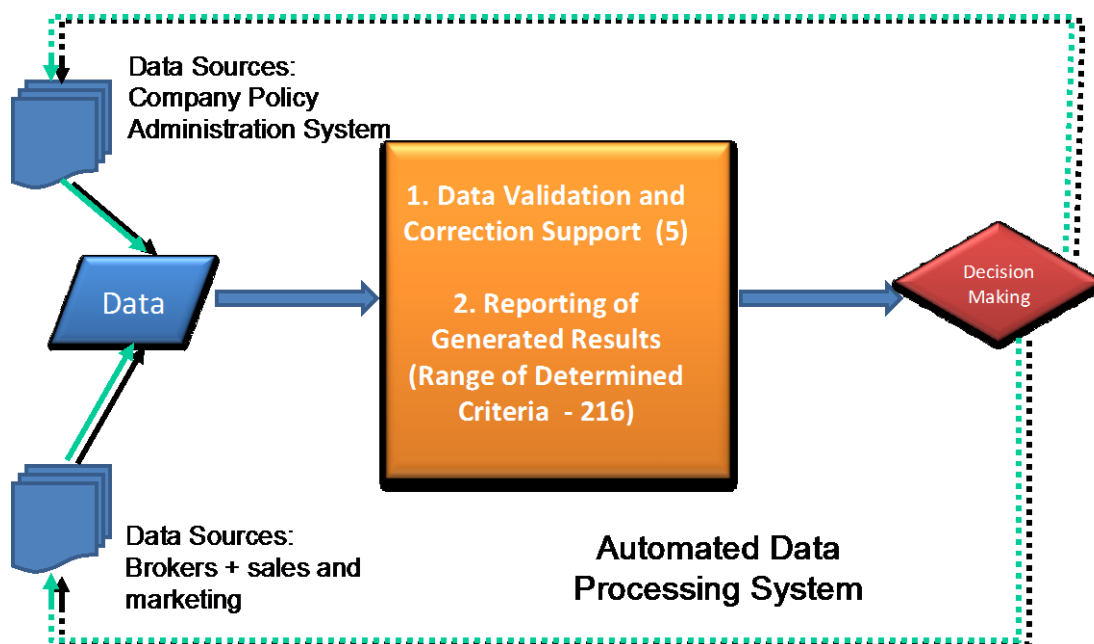 Data Sources:
Company Policy
Administration System
1. Data Validation and
Correction Support (5)
2. Reporting of
Generated Results
(Range of Determined
Criteria - 216)
Data
Decision
Making
Data Sources:
Brokers + sales and
marketing
Automated Data
Processing System